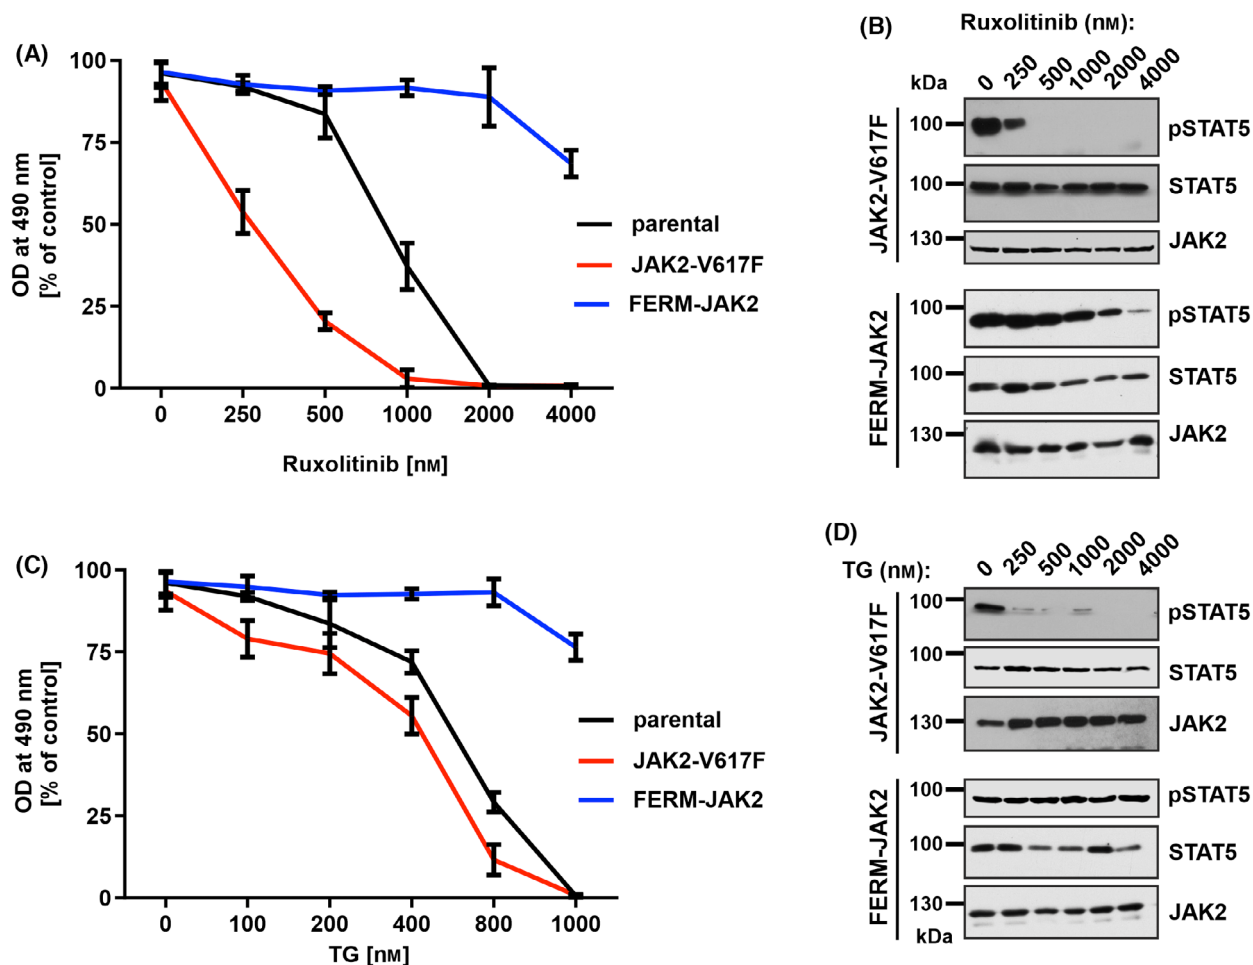 (A)
100
75
50
25
0
OD at 490 nm
[% of control]
0 250 500 1000 2000 4000
Ruxolitinib [nM]
parental
JAK2-V617F
FERM-JAK2
(B)
Ruxolitinib (nM):
kDa
0 250 500 1000 2000 4000
JAK2-V617F
100 pSTAT5
100 STAT5
130 JAK2
FERM-JAK2
100 pSTAT5
100 STAT5
130 JAK2
(C)
100
75
50
25
0
OD at 490 nm
[% of control]
0 100 200 400 800 1000
TG [nM]
parental
JAK2-V617F
FERM-JAK2
(D)
TG (nM):
0 250 500 1000 2000 4000
JAK2-V617F
100 pSTAT5
100 STAT5
130 JAK2
FERM-JAK2
100 pSTAT5
100 STAT5
130 JAK2
kDa